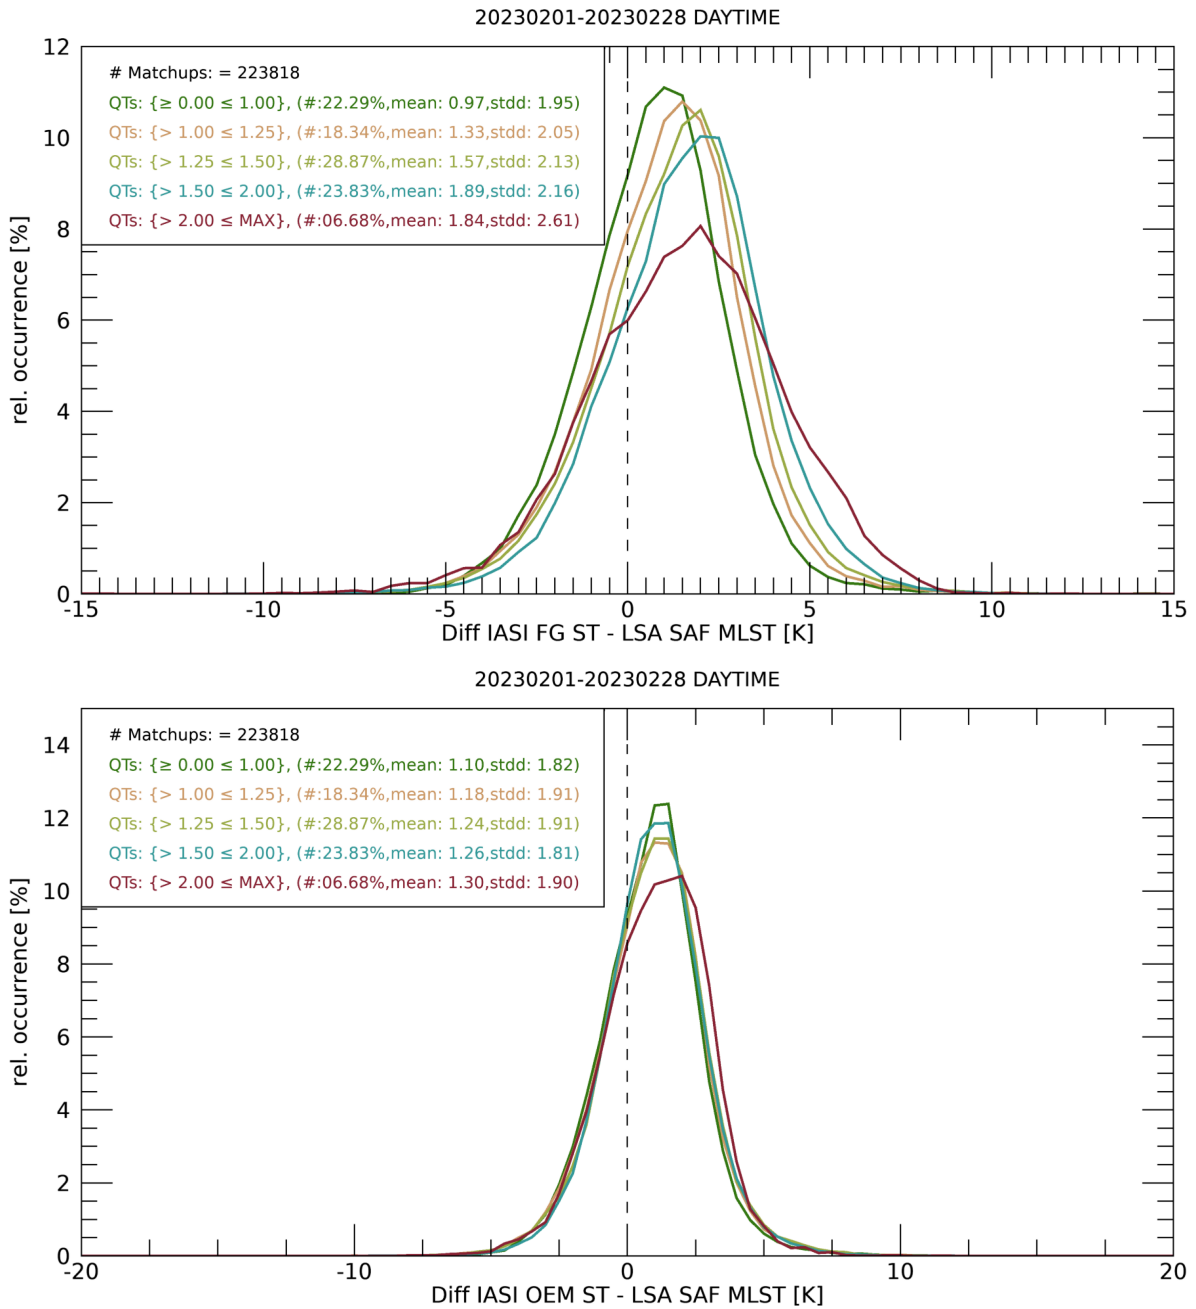 20230201-20230228 DAYTIME
12
# Matchups: = 223818
QTs: {≥ 0.00 ≤ 1.00}, (#:22.29%,mean: 0.97,stdd: 1.95)
10
QTs: {> 1.00 ≤ 1.25}, (#:18.34%,mean: 1.33,stdd: 2.05)
QTs: {> 1.25 ≤ 1.50}, (#:28.87%,mean: 1.57,stdd: 2.13)
QTs: {> 1.50 ≤ 2.00}, (#:23.83%,mean: 1.89,stdd: 2.16)
QTs: {> 2.00 ≤ MAX}, (#:06.68%,mean: 1.84,stdd: 2.61)
8
rel. occurrence [%]
6
4
2
0
-15 -10 -5 0 5 10 15
Diff IASI FG ST - LSA SAF MLST [K]
20230201-20230228 DAYTIME
# Matchups: = 223818
14
QTs: {≥ 0.00 ≤ 1.00}, (#:22.29%,mean: 1.10,stdd: 1.82)
QTs: {> 1.00 ≤ 1.25}, (#:18.34%,mean: 1.18,stdd: 1.91)
12
QTs: {> 1.25 ≤ 1.50}, (#:28.87%,mean: 1.24,stdd: 1.91)
QTs: {> 1.50 ≤ 2.00}, (#:23.83%,mean: 1.26,stdd: 1.81)
QTs: {> 2.00 ≤ MAX}, (#:06.68%,mean: 1.30,stdd: 1.90)
10
rel. occurrence [%]
8
6
4
2
0
-20 -10 0 10 20
Diff IASI OEM ST - LSA SAF MLST [K]